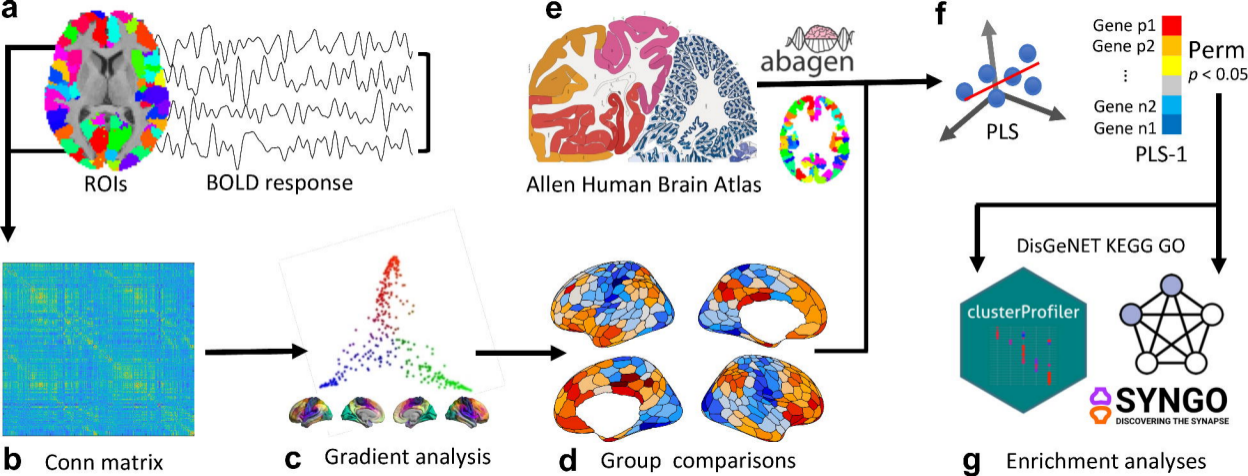 a
ROIs
BOLD response
b
Conn matrix
c
Gradient analysis
d
Group comparisons
e
abagen
Allen Human Brain Atlas
f
PLS
Gene p1
Gene p2
...
Gene n2
Gene n1
PLS-1
Perm
p < 0.05
DisGeNET KEGG GO
clusterProfiler
SYNGO
DISCOVERING THE SYNAPSE
g
Enrichment analyses